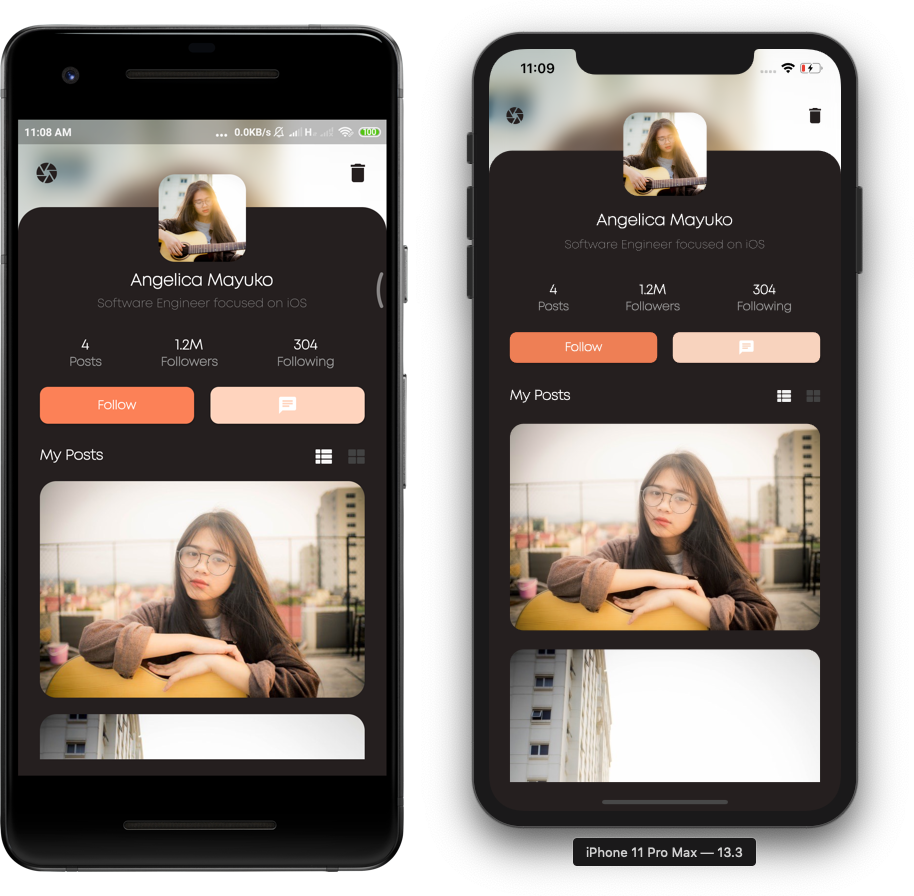 11:08 AM ... 0.0KB/s H 100
Angelica Mayuko
Software Engineer focused on iOS
4 1.2M 304
Posts Followers Following
Follow
My Posts
11:09
Angelica Mayuko
Software Engineer focused on iOS
4 1.2M 304
Posts Followers Following
Follow
My Posts
iPhone 11 Pro Max — 13.3